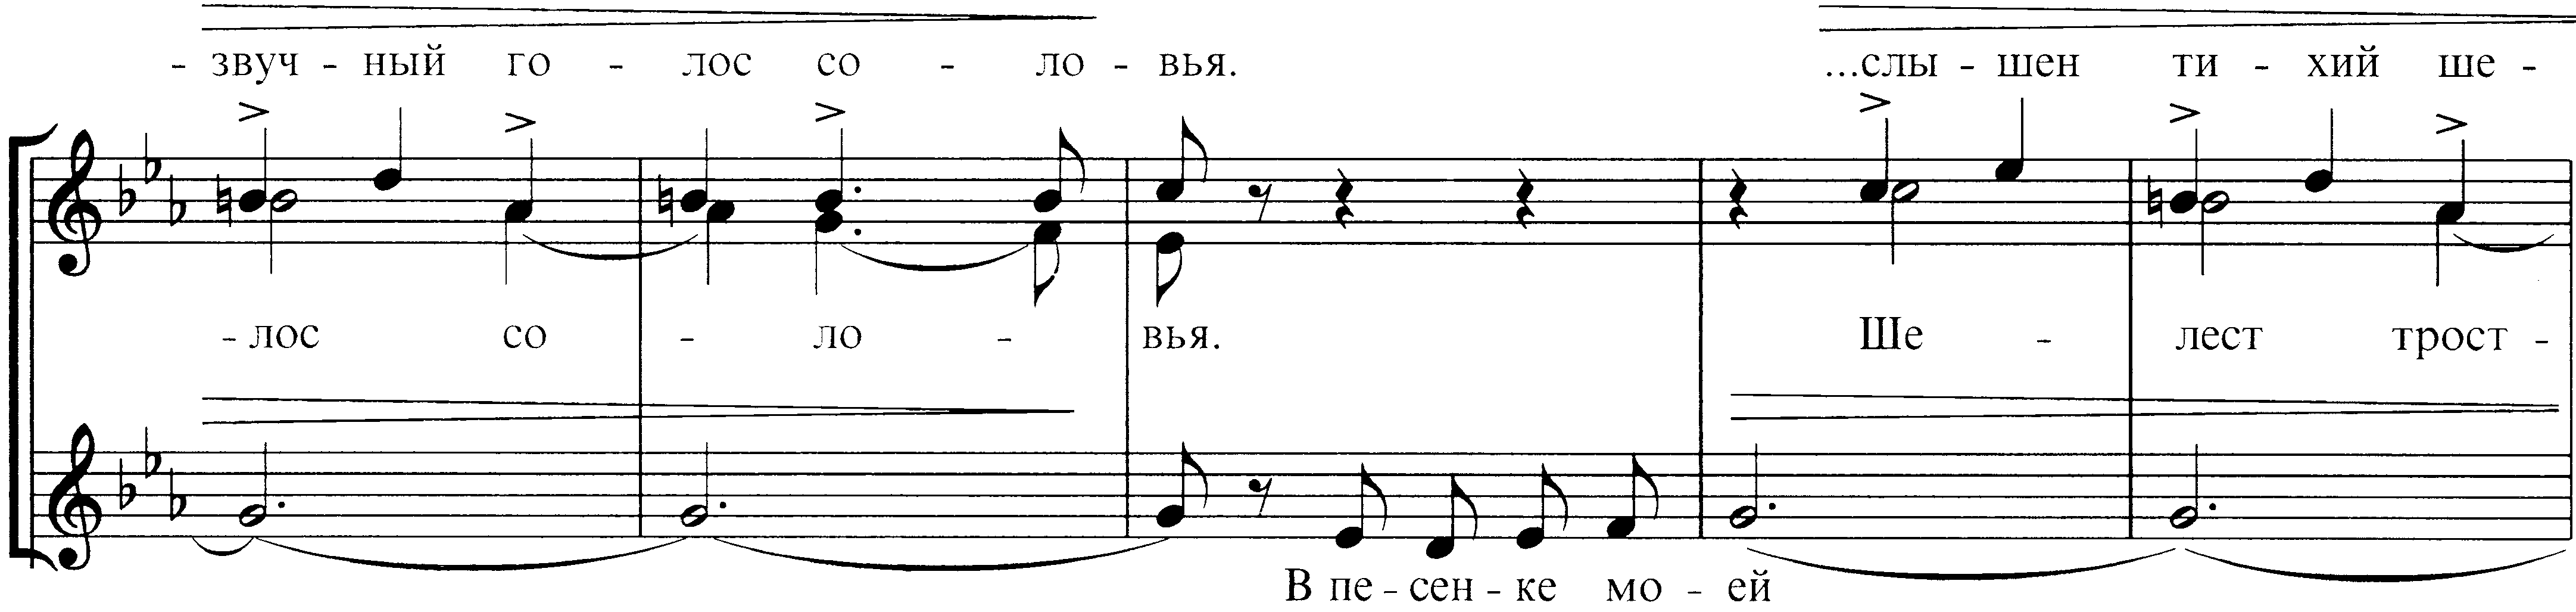 - звуч - ный го - лос со - ло - вья. ...слы - шен ти - хий ше -
- лос со - ло - вья. Ше - лест трост -
В пе - сен - ке мо - ей